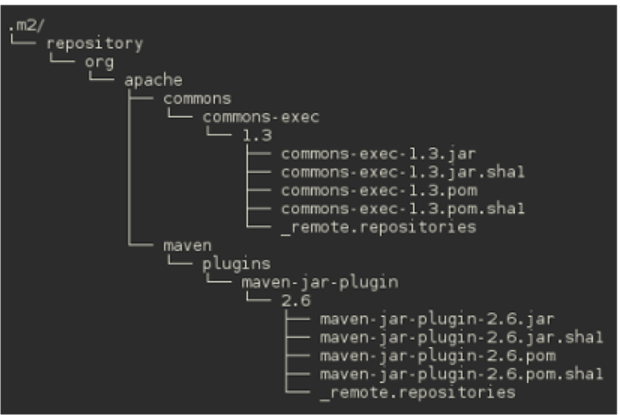 .m2/
└── repository
    └── org
        └── apache
            ├── commons
            │   └── commons-exec
            │       └── 1.3
            │           ├── commons-exec-1.3.jar
            │           ├── commons-exec-1.3.jar.sha1
            │           ├── commons-exec-1.3.pom
            │           ├── commons-exec-1.3.pom.sha1
            │           └── _remote.repositories
            └── maven
                └── plugins
                    └── maven-jar-plugin
                        └── 2.6
                            ├── maven-jar-plugin-2.6.jar
                            ├── maven-jar-plugin-2.6.jar.sha1
                            ├── maven-jar-plugin-2.6.pom
                            ├── maven-jar-plugin-2.6.pom.sha1
                            └── _remote.repositories